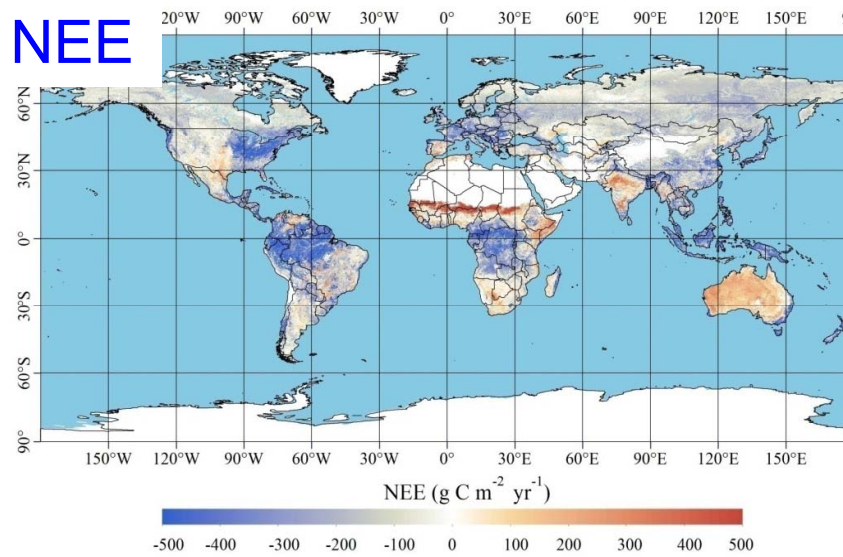 NEE
20°W 90°W 60°W 30°W 0° 30°E 60°E 90°E 120°E 150°E
60°N
30°N
0°
30°S
60°S
90°
150°W 120°W 90°W 60°W 30°W 0° 30°E 60°E 90°E 120°E 150°E
NEE (g C m⁻² yr⁻¹)
-500 -400 -300 -200 -100 0 100 200 300 400 500